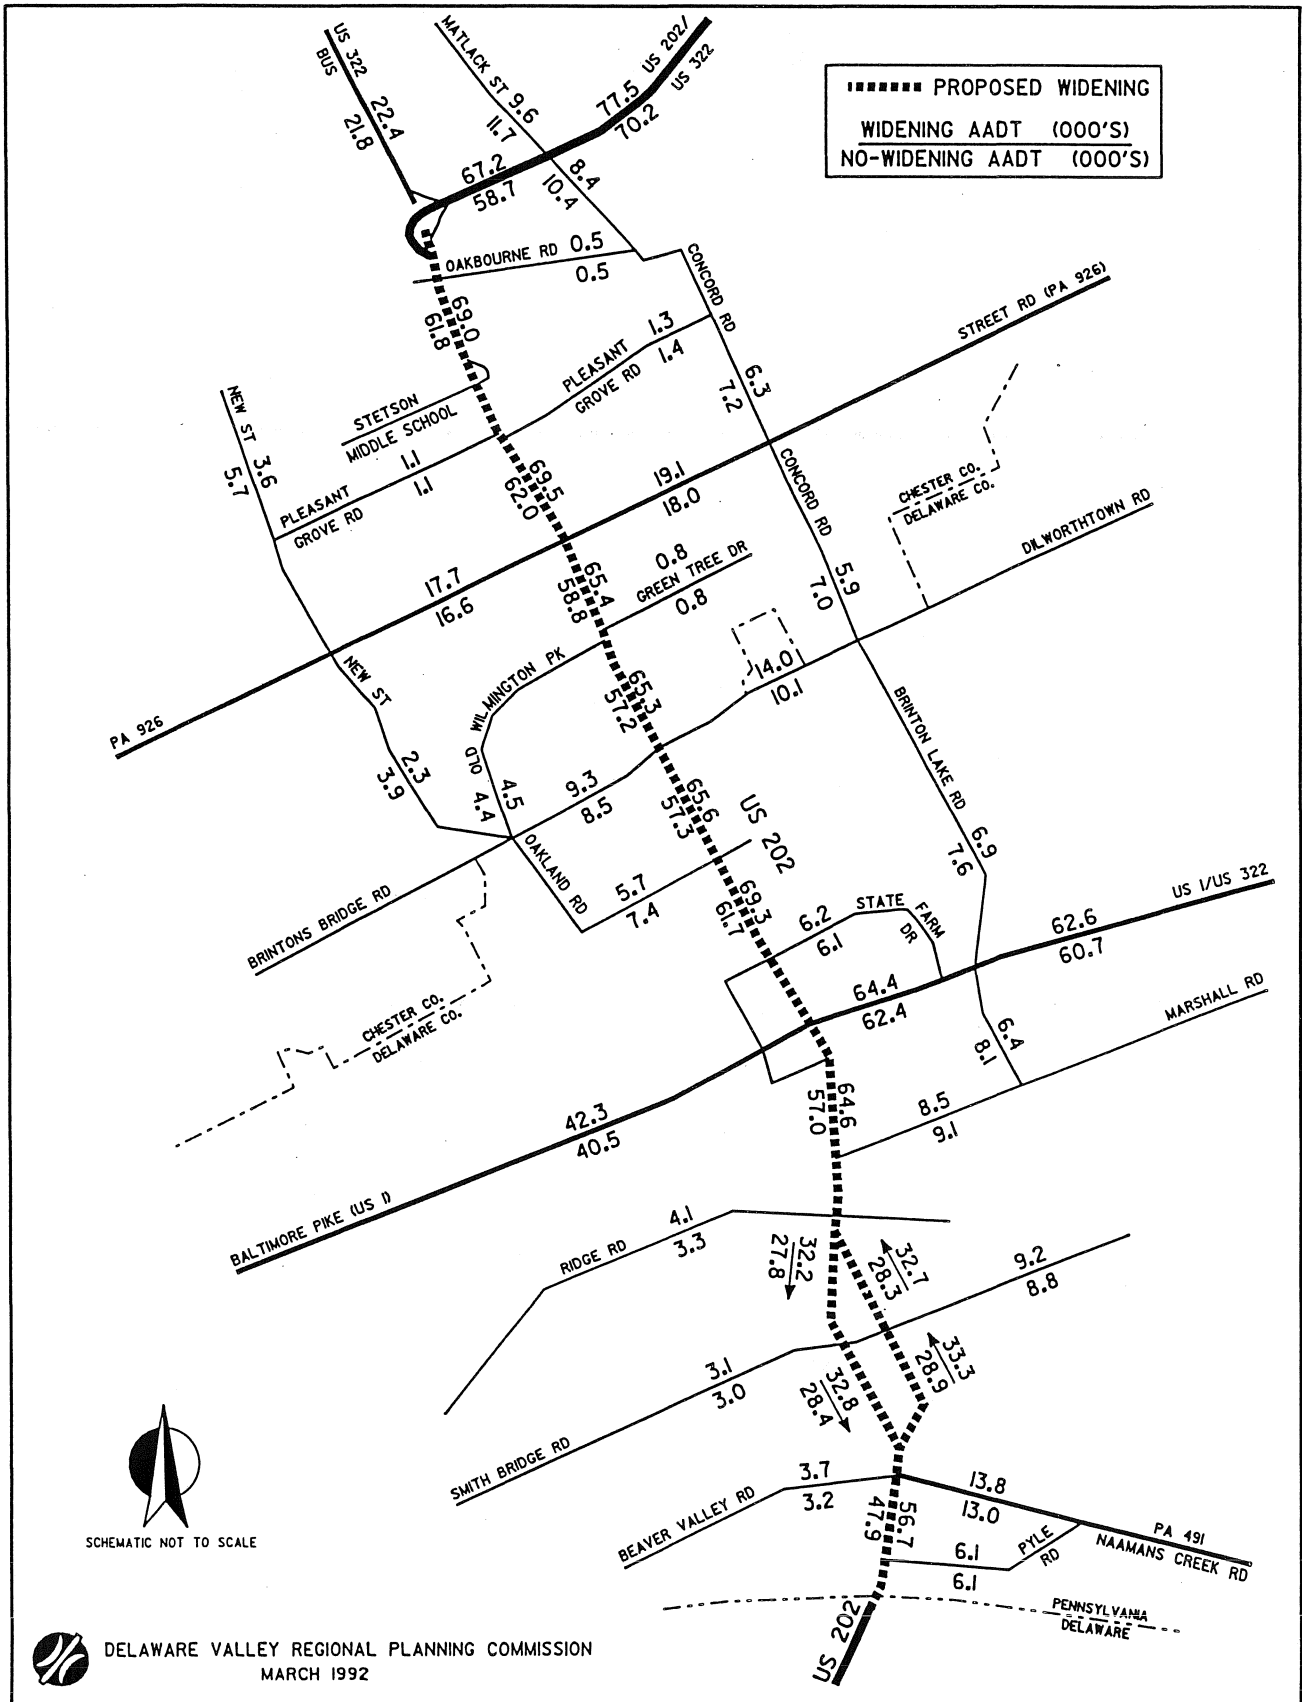 US 322
BUS
22.4
21.8
MATLACK ST 9.6
11.7
77.5 US 202/
70.2 US 322
PROPOSED WIDENING
WIDENING AADT (000'S)
NO-WIDENING AADT (000'S)
67.2
58.7
8.4
10.4
OAKBOURNE RD 0.5
0.5
CONCORD RD
STREET RD (PA 926)
69.0
61.8
PLEASANT 1.3
GROVE RD 1.4
6.3
7.2
NEW ST 3.6
5.7
STETSON
MIDDLE SCHOOL
1.1
1.1
PLEASANT
GROVE RD
69.5
62.0
19.1
18.0
CONCORD RD
CHESTER CO.
DELAWARE CO.
DILWORTHTOWN RD
17.7
16.6
65.4
58.8
0.8
GREEN TREE DR
0.8
5.9
7.0
NEW ST
OLD WILMINGTON PK
65.3
57.2
14.0
10.1
PA 926
2.3
3.9
4.5
4.4
9.3
8.5
65.6
57.3
US 202
BRINTON LAKE RD
6.9
7.6
OAKLAND RD
5.7
7.4
69.3
61.7
BRINTONS BRIDGE RD
6.2
6.1
STATE FARM
DR
US 1/US 322
62.6
60.7
64.4
62.4
MARSHALL RD
CHESTER CO.
DELAWARE CO.
6.4
8.1
64.6
57.0
8.5
9.1
42.3
40.5
BALTIMORE PIKE (US 1)
RIDGE RD
4.1
3.3
32.2
27.8
32.7
28.3
9.2
8.8
33.3
28.9
32.8
28.4
3.1
3.0
SMITH BRIDGE RD
3.7
3.2
BEAVER VALLEY RD
13.8
13.0
PA 491
NAAMANS CREEK RD
56.7
47.9
PYLE
RD
6.1
6.1
PENNSYLVANIA
DELAWARE
US 202
SCHEMATIC NOT TO SCALE
DELAWARE VALLEY REGIONAL PLANNING COMMISSION
MARCH 1992